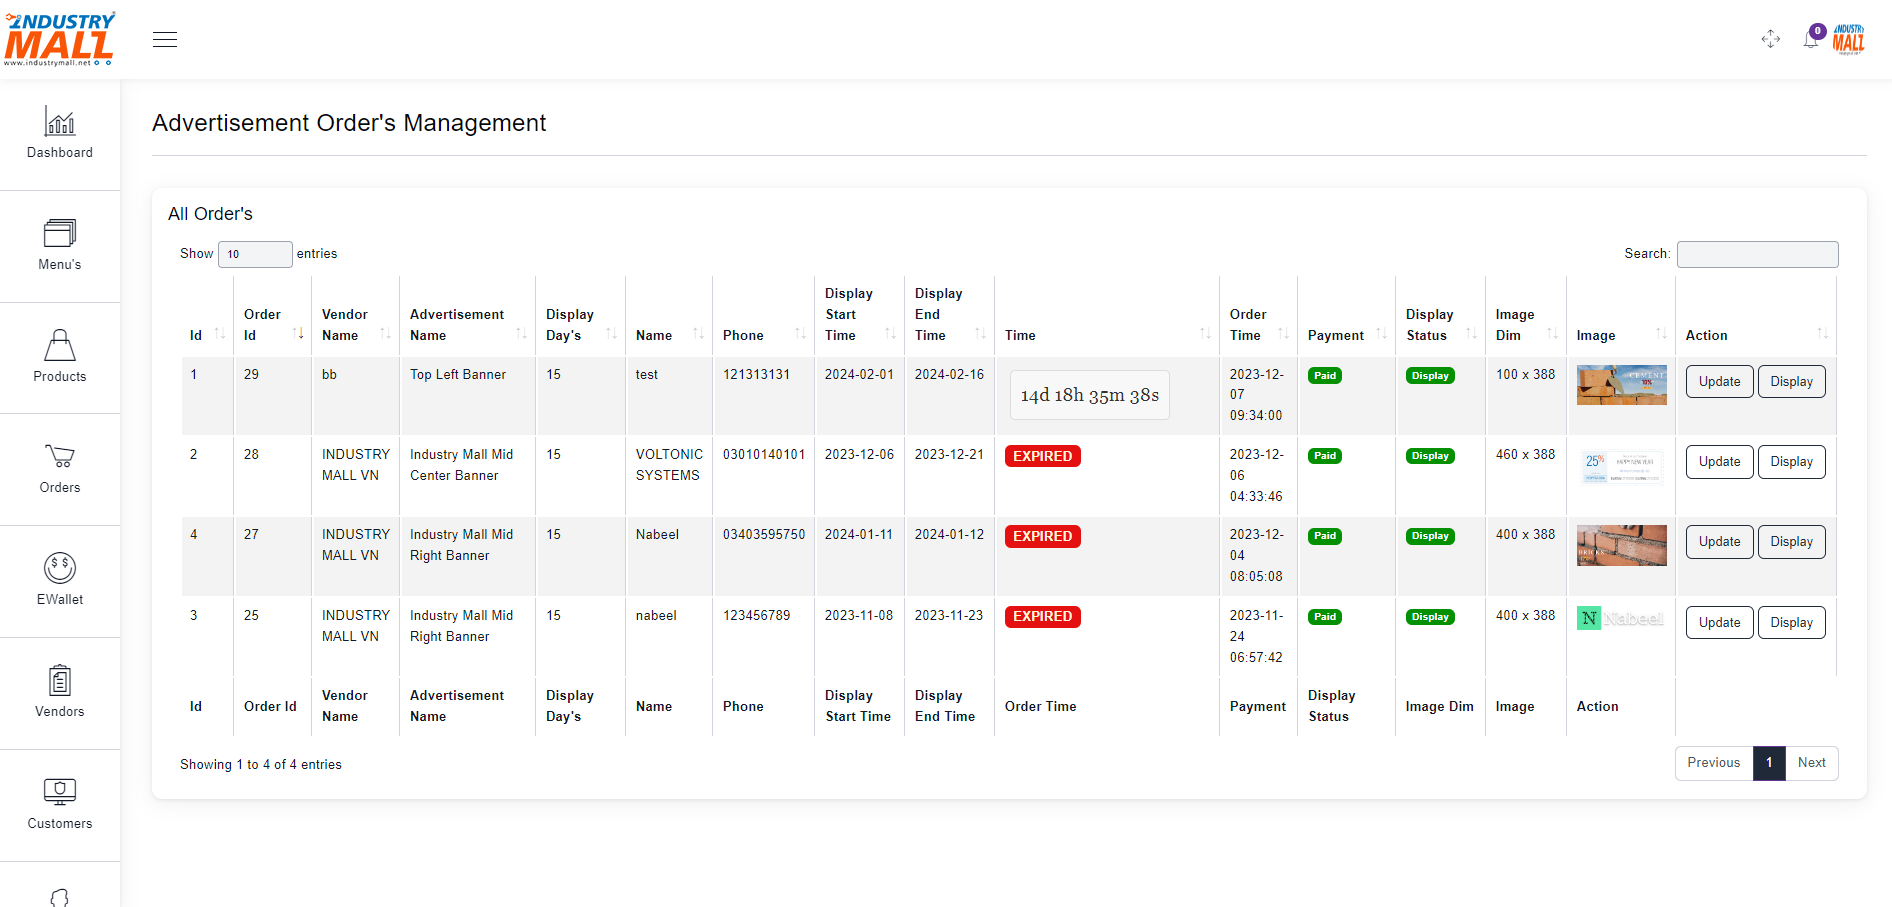 INDUSTRY
MALL
www.industrymall.net
0
INDUSTRY
MALL
Dashboard
Menu's
Products
Orders
EWallet
Vendors
Customers
Advertisement Order's Management
All Order's
Show 10 entries
Search:
Id Order Id Vendor Name Advertisement Name Display Day's Name Phone Display Start Time Display End Time Time Order Time Payment Display Status Image Dim Image Action
1 29 bb Top Left Banner 15 test 121313131 2024-02-01 2024-02-16 14d 18h 35m 38s 2023-12-07 09:34:00 Paid Display 100 x 388 CEMENT 10% Update Display
2 28 INDUSTRY MALL VN Industry Mall Mid Center Banner 15 VOLTONIC SYSTEMS 03010140101 2023-12-06 2023-12-21 EXPIRED 2023-12-06 04:33:46 Paid Display 460 x 388 25% HAPPY NEW YEAR Update Display
4 27 INDUSTRY MALL VN Industry Mall Mid Right Banner 15 Nabeel 03403595750 2024-01-11 2024-01-12 EXPIRED 2023-12-04 08:05:08 Paid Display 400 x 388 BRICKS Update Display
3 25 INDUSTRY MALL VN Industry Mall Mid Right Banner 15 nabeel 123456789 2023-11-08 2023-11-23 EXPIRED 2023-11-24 06:57:42 Paid Display 400 x 388 N Nabeel Update Display
Id Order Id Vendor Name Advertisement Name Display Day's Name Phone Display Start Time Display End Time Order Time Payment Display Status Image Dim Image Action
Showing 1 to 4 of 4 entries
Previous 1 Next